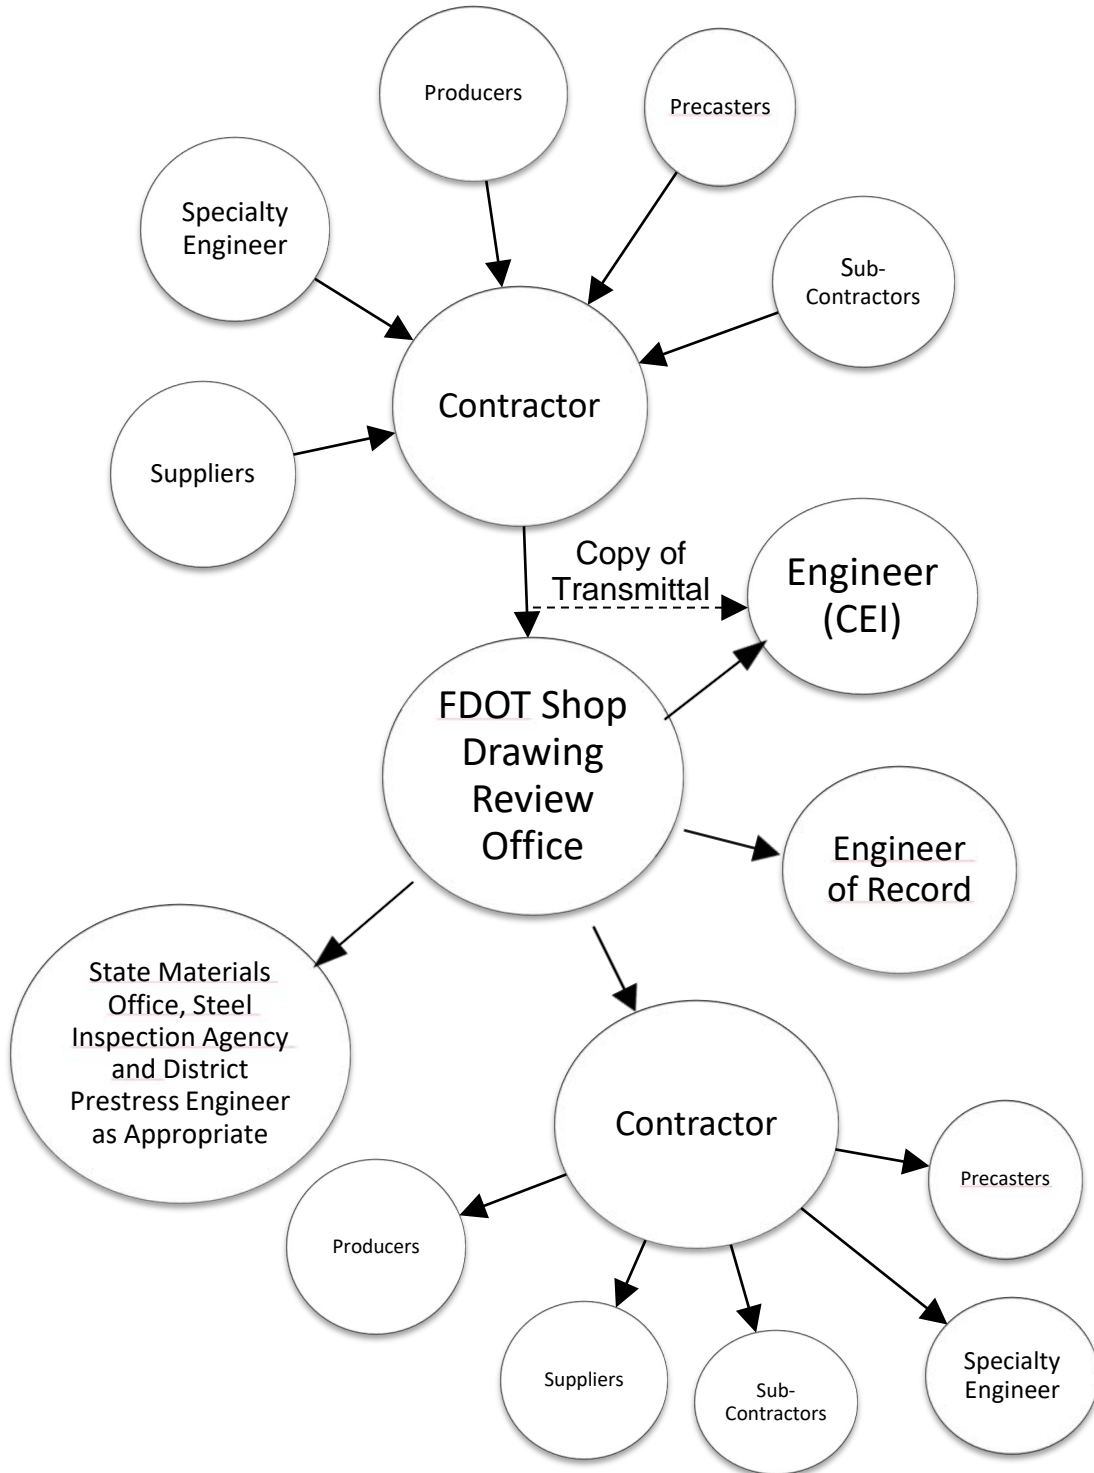 Producers
Precasters
Specialty
Engineer
Sub-
Contractors
Contractor
Suppliers
Copy of
Transmittal
Engineer
(CEI)
FDOT Shop
Drawing
Review
Office
Engineer
of Record
State Materials
Office, Steel
Inspection Agency
and District
Prestress Engineer
as Appropriate
Contractor
Precasters
Producers
Suppliers
Sub-
Contractors
Specialty
Engineer